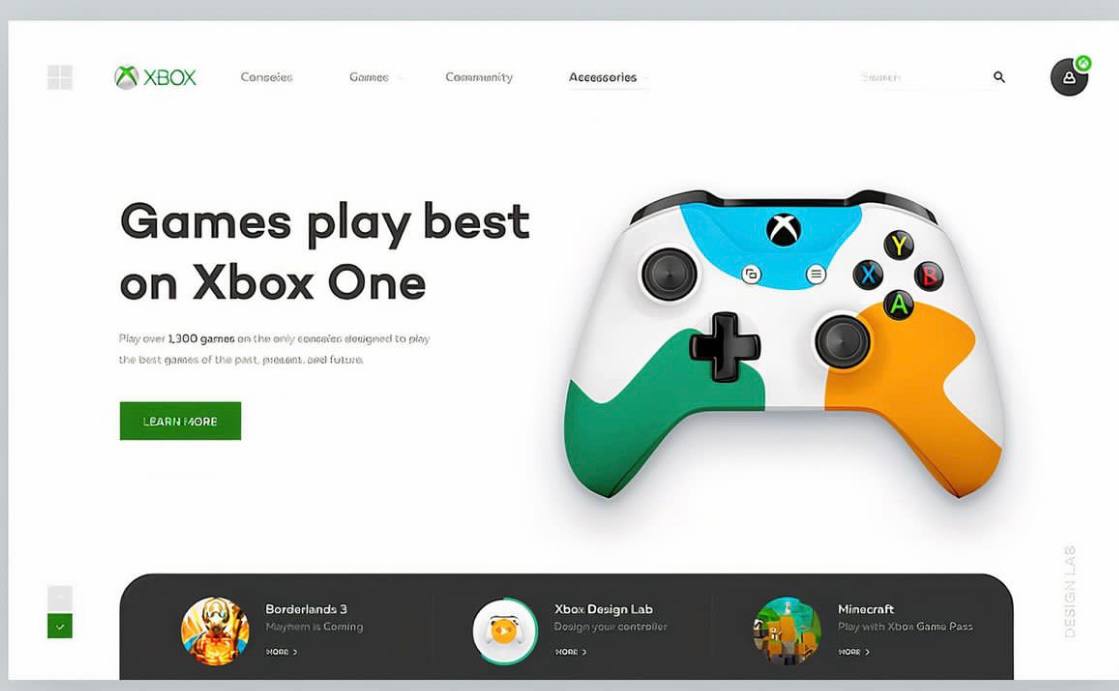 XBOX
Consoles
Games
Community
Accessories
Search
Games play best
on Xbox One
Play over 1,300 games on the only consoles designed to play
the best games of the past, present, and future.
LEARN MORE
Y
X
B
A
DESIGN LAB
Borderlands 3
Mayhem is Coming
MORE
Xbox Design Lab
Design your controller
MORE
Minecraft
Play with Xbox Game Pass
MORE